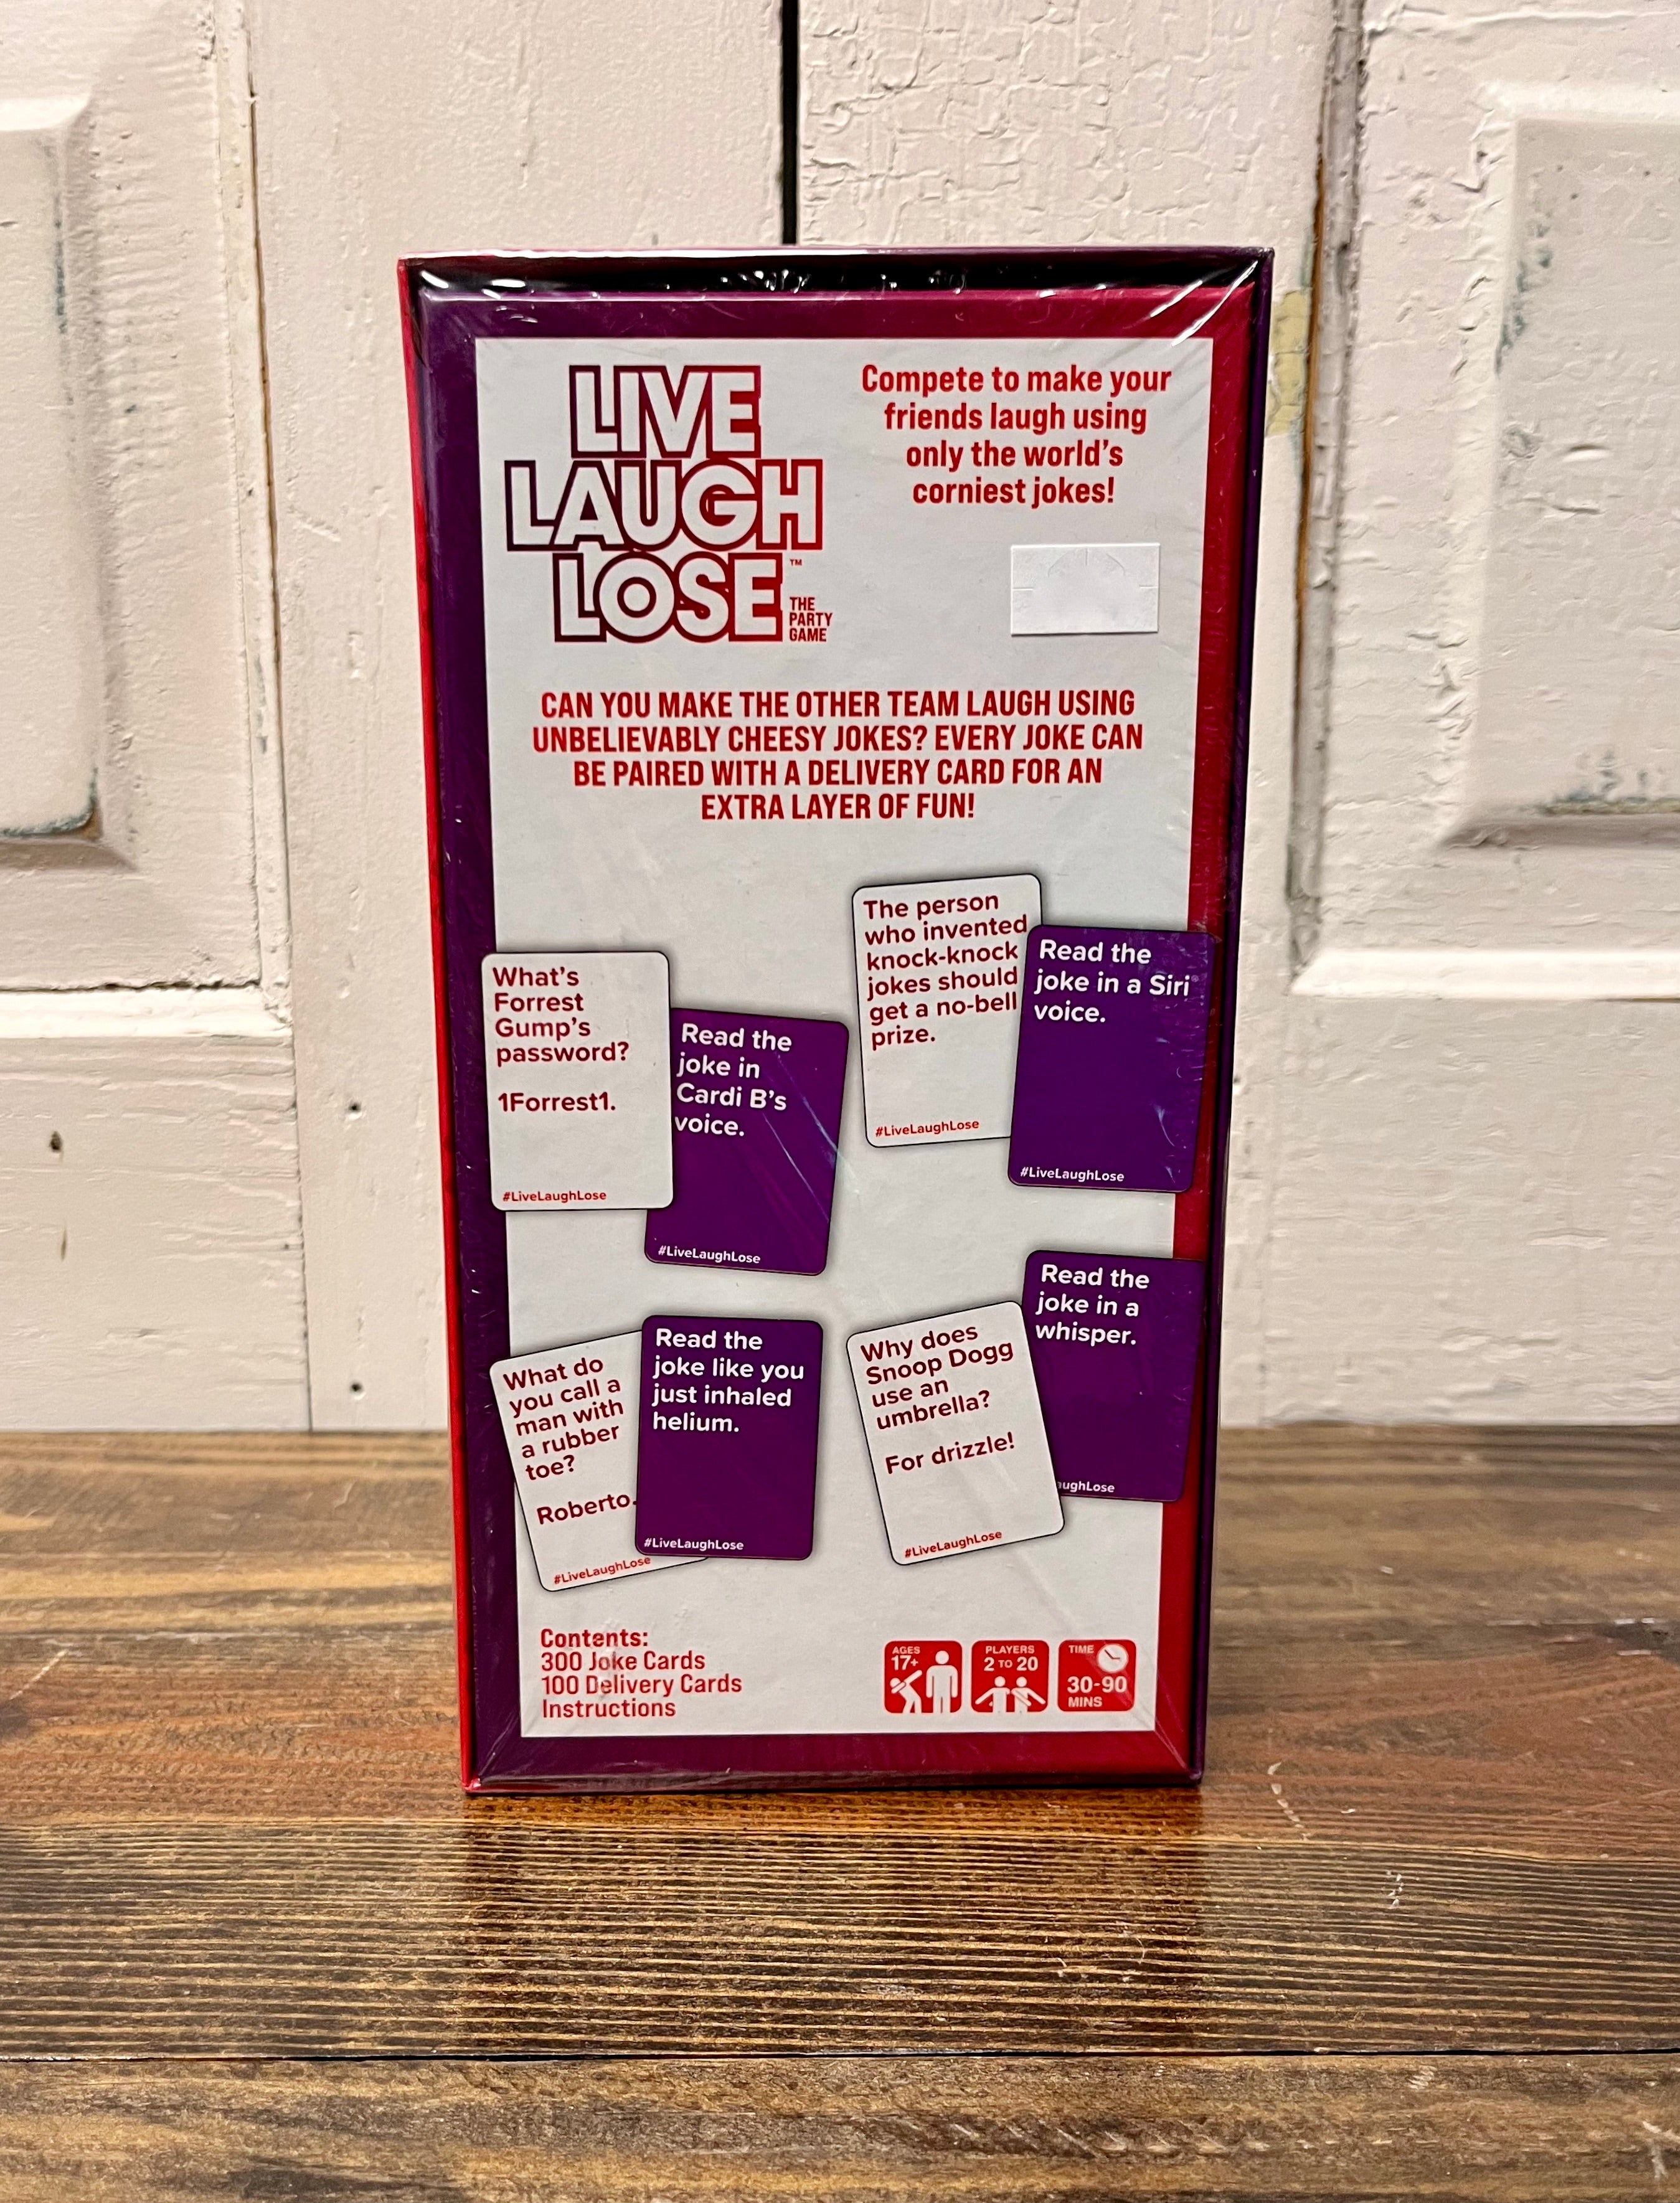 LIVE
LAUGH
LOSE™
THE
PARTY
GAME
Compete to make your
friends laugh using
only the world's
corniest jokes!
CAN YOU MAKE THE OTHER TEAM LAUGH USING
UNBELIEVABLY CHEESY JOKES? EVERY JOKE CAN
BE PAIRED WITH A DELIVERY CARD FOR AN
EXTRA LAYER OF FUN!
What's
Forrest
Gump's
password?
1Forrest1.
#LiveLaughLose
Read the
joke in
Cardi B's
voice.
#LiveLaughLose
The person
who invented
knock-knock
jokes should
get a no-bell
prize.
#LiveLaughLose
Read the
joke in a Siri
voice.
#LiveLaughLose
What do
you call a
man with
a rubber
toe?
Roberto.
#LiveLaughLose
Read the
joke like you
just inhaled
helium.
#LiveLaughLose
Why does
Snoop Dogg
use an
umbrella?
For drizzle!
#LiveLaughLose
Read the
joke in a
whisper.
ughLose
Contents:
300 Joke Cards
100 Delivery Cards
Instructions
AGES
17+
PLAYERS
2 TO 20
TIME
30-90
MINS